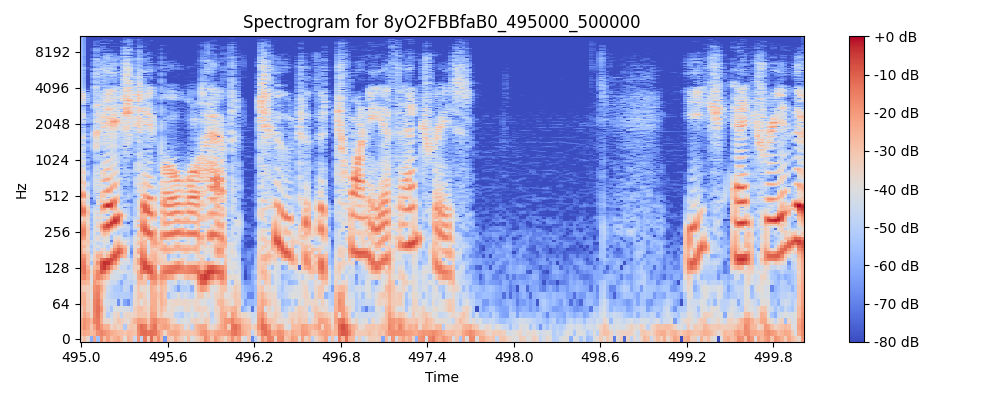 Spectrogram for 8yO2FBBfaB0_495000_500000
8192
4096
2048
1024
512
256
128
64
0
Hz
495.0 495.6 496.2 496.8 497.4 498.0 498.6 499.2 499.8
Time
+0 dB
-10 dB
-20 dB
-30 dB
-40 dB
-50 dB
-60 dB
-70 dB
-80 dB